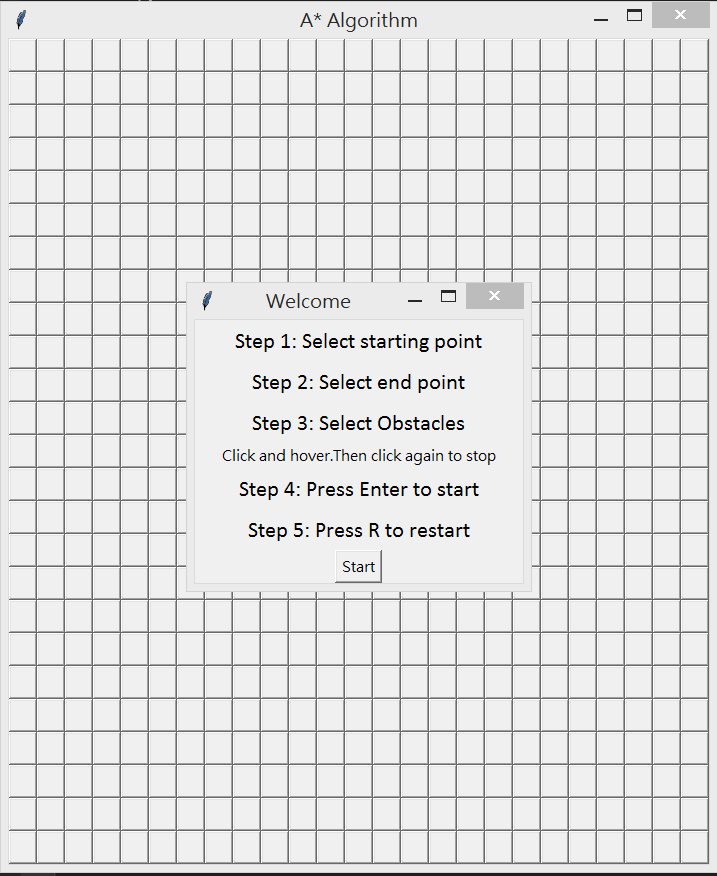 A* Algorithm
Welcome
Step 1: Select starting point
Step 2: Select end point
Step 3: Select Obstacles
Click and hover.Then click again to stop
Step 4: Press Enter to start
Step 5: Press R to restart
Start